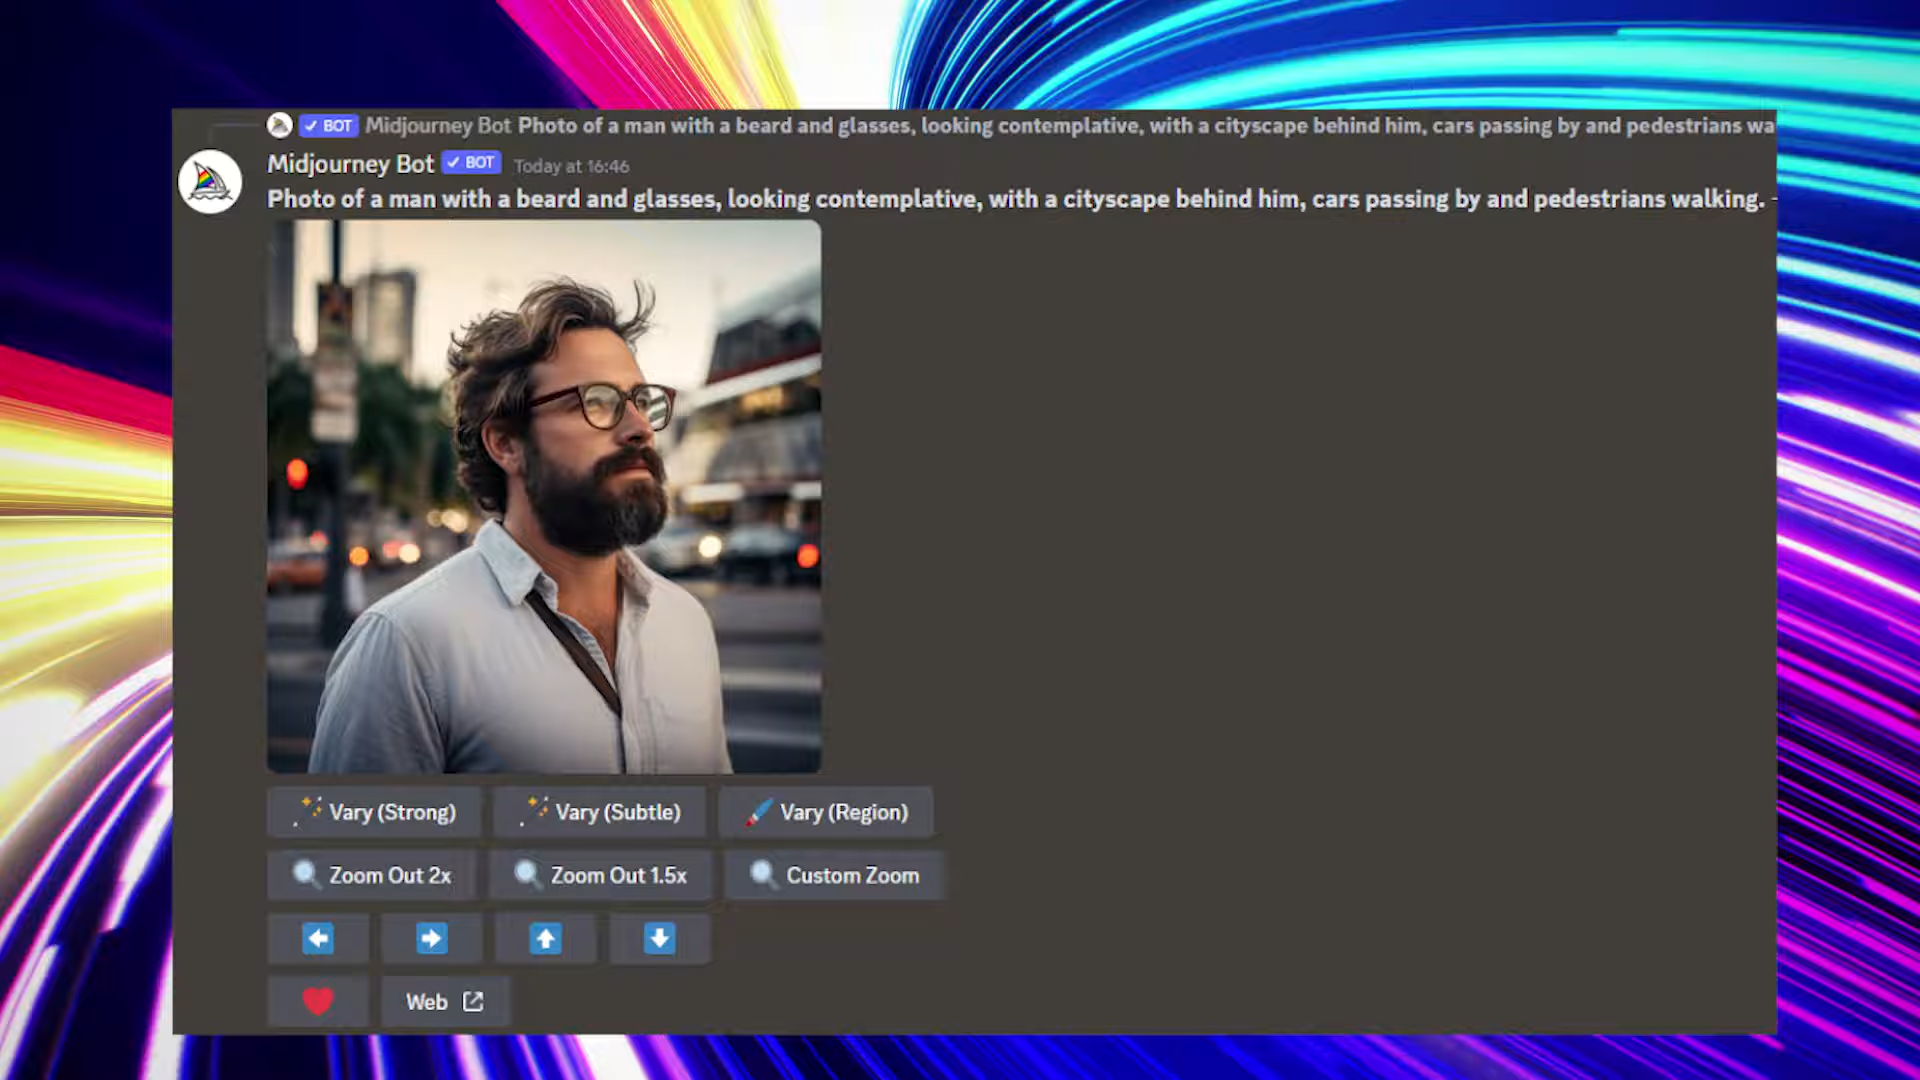 ✓ BOT Midjourney Bot Photo of a man with a beard and glasses, looking contemplative, with a cityscape behind him, cars passing by and pedestrians wa
Midjourney Bot ✓ BOT Today at 16:46
Photo of a man with a beard and glasses, looking contemplative, with a cityscape behind him, cars passing by and pedestrians walking. -
Vary (Strong) Vary (Subtle) Vary (Region)
Zoom Out 2x Zoom Out 1.5x Custom Zoom
Web